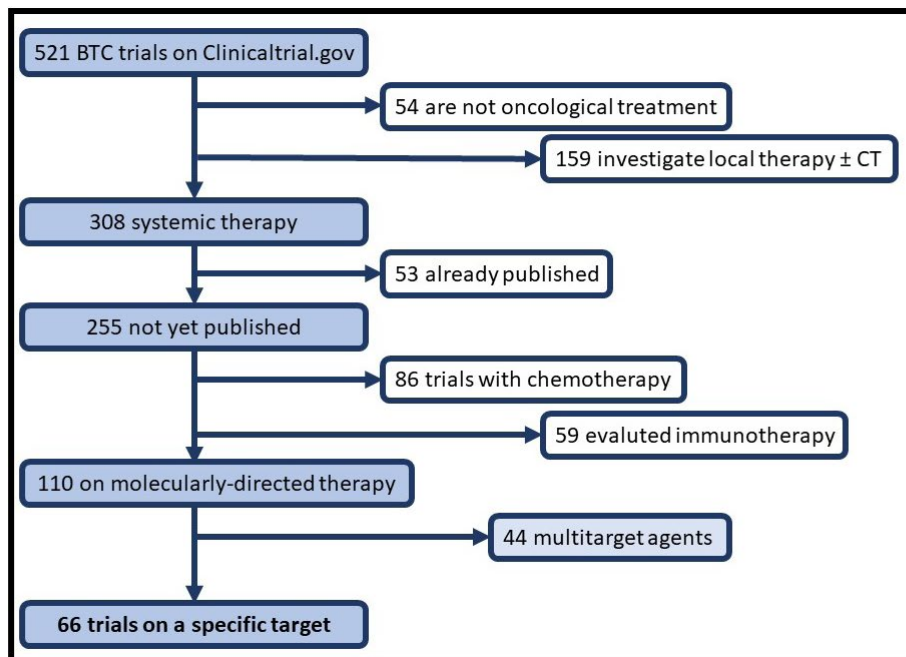 521 BTC trials on Clinicaltrial.gov
54 are not oncological treatment
159 investigate local therapy ± CT
308 systemic therapy
53 already published
255 not yet published
86 trials with chemotherapy
59 evaluted immunotherapy
110 on molecularly-directed therapy
44 multitarget agents
66 trials on a specific target